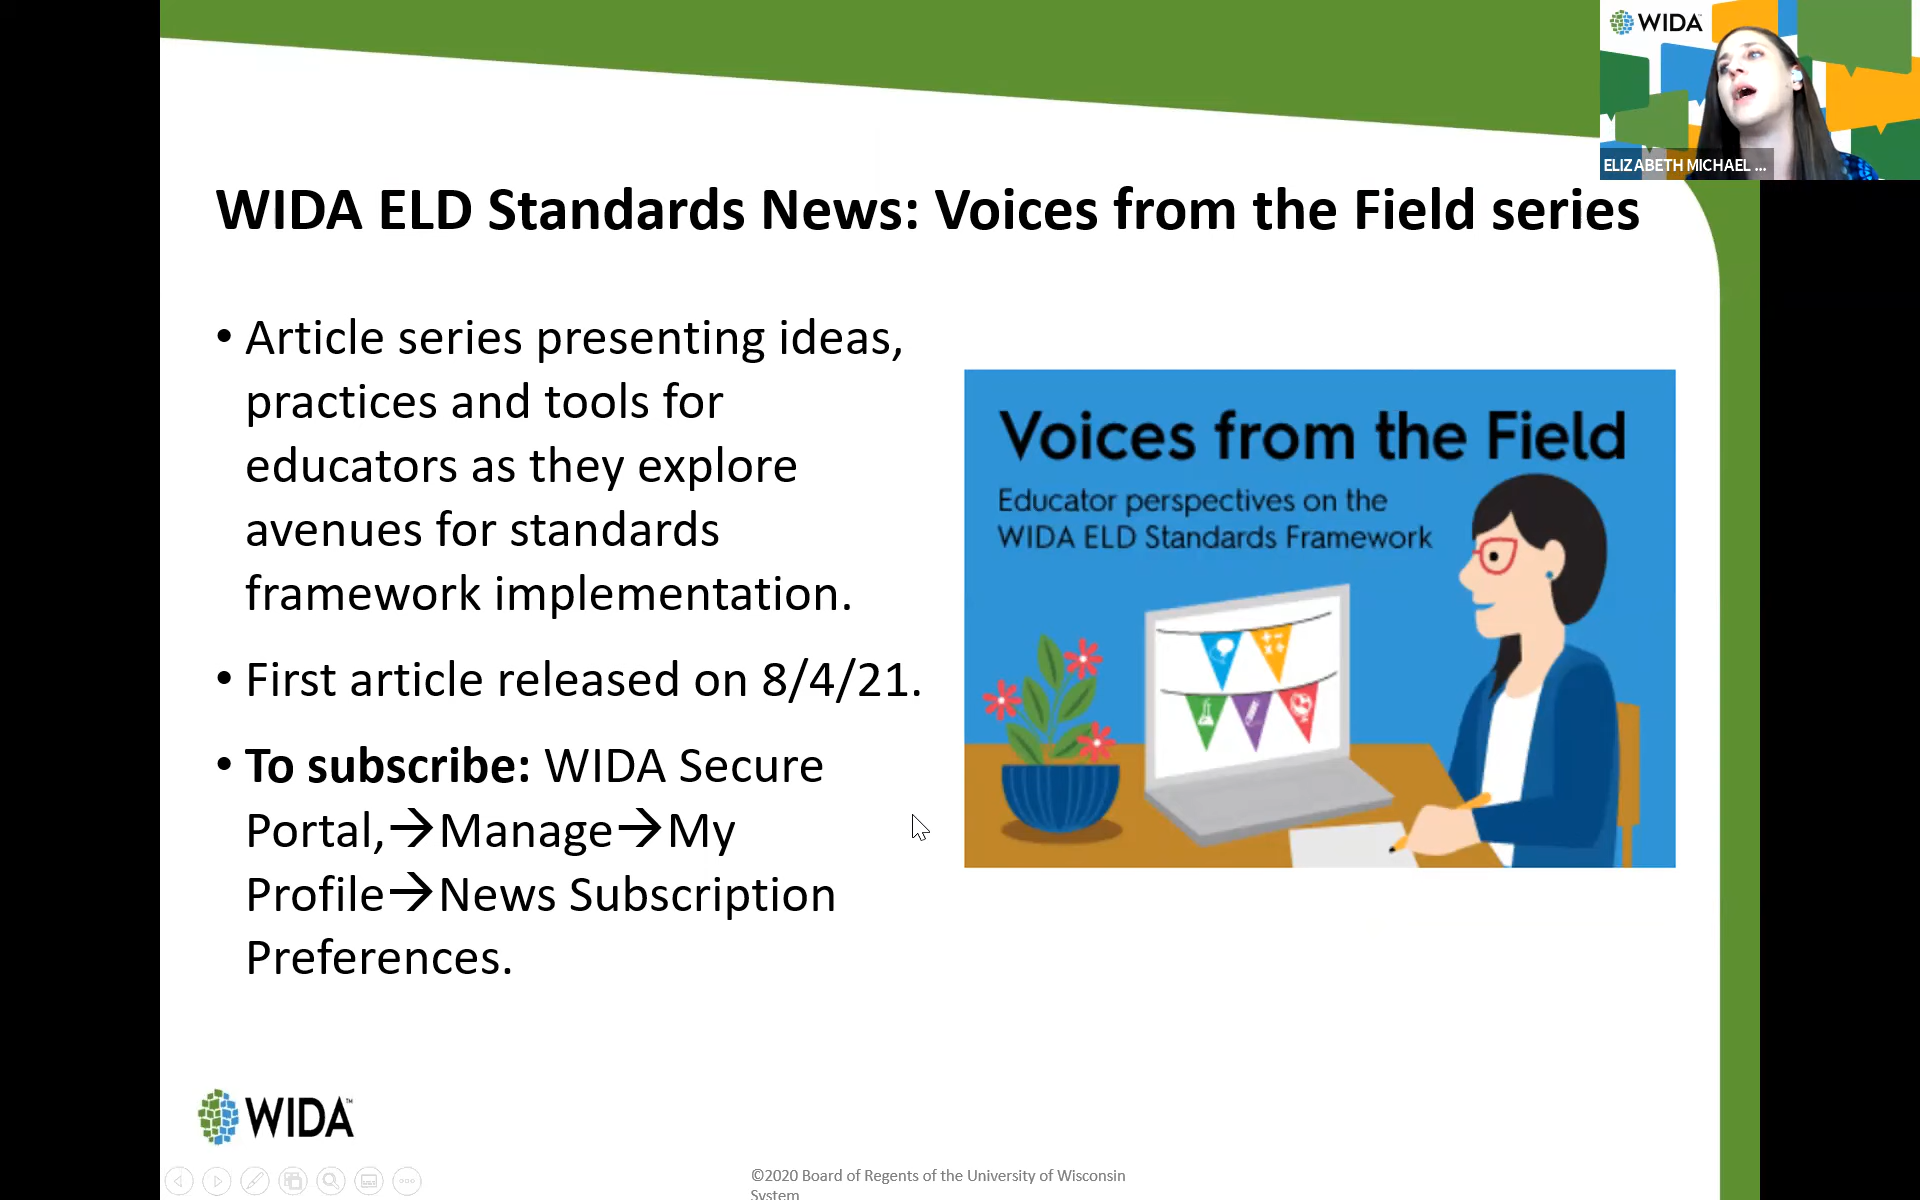 WIDA
ELIZABETH MICHAEL ...
WIDA ELD Standards News: Voices from the Field series
• Article series presenting ideas,
practices and tools for
educators as they explore
avenues for standards
framework implementation.
• First article released on 8/4/21.
• To subscribe: WIDA Secure
Portal,→Manage→My
Profile→News Subscription
Preferences.
Voices from the Field
Educator perspectives on the
WIDA ELD Standards Framework
WIDA™
©2020 Board of Regents of the University of Wisconsin
System